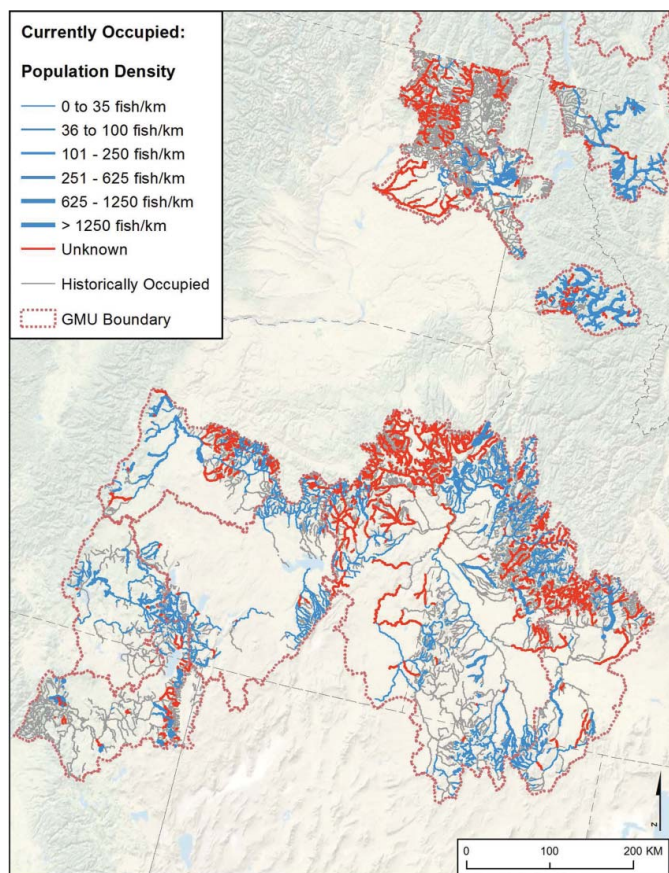 Currently Occupied:
Population Density
0 to 35 fish/km
36 to 100 fish/km
101 - 250 fish/km
251 - 625 fish/km
625 - 1250 fish/km
> 1250 fish/km
Unknown
Historically Occupied
GMU Boundary
N
0 100 200 KM